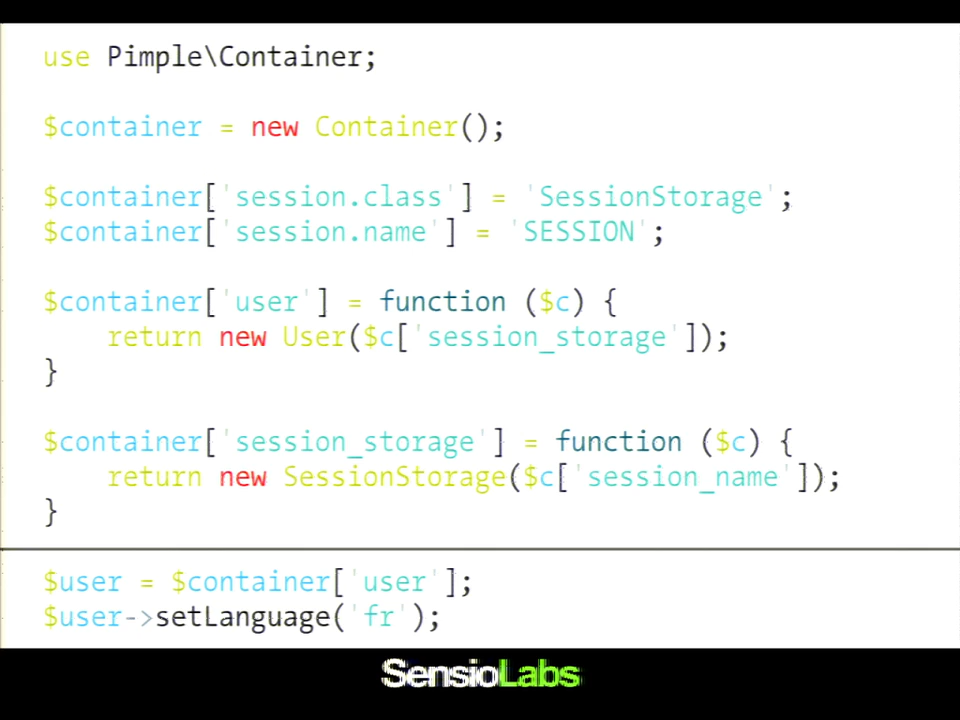 use Pimple\Container;
$container = new Container();
$container['session.class'] = 'SessionStorage';
$container['session.name'] = 'SESSION';
$container['user'] = function ($c) {
    return new User($c['session_storage']);
}
$container['session_storage'] = function ($c) {
    return new SessionStorage($c['session_name']);
}
$user = $container['user'];
$user->setLanguage('fr');
SensioLabs